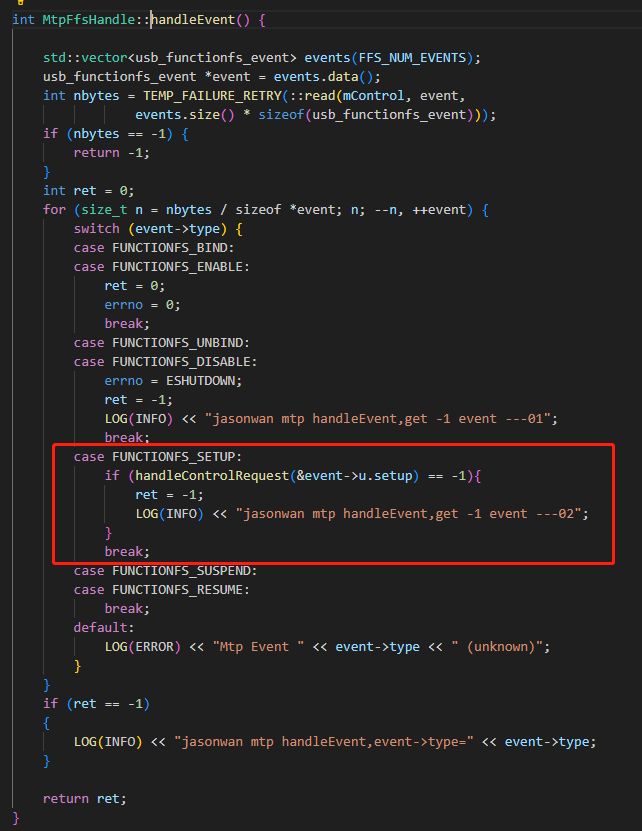 int MtpFfsHandle::handleEvent() {
std::vector<usb_functionfs_event> events(FFS_NUM_EVENTS);
usb_functionfs_event *event = events.data();
int nbytes = TEMP_FAILURE_RETRY(::read(mControl, event,
events.size() * sizeof(usb_functionfs_event)));
if (nbytes == -1) {
return -1;
}
int ret = 0;
for (size_t n = nbytes / sizeof *event; n; --n, ++event) {
switch (event->type) {
case FUNCTIONFS_BIND:
case FUNCTIONFS_ENABLE:
ret = 0;
errno = 0;
break;
case FUNCTIONFS_UNBIND:
case FUNCTIONFS_DISABLE:
errno = ESHUTDOWN;
ret = -1;
LOG(INFO) << "jasonwan mtp handleEvent,get -1 event ---01";
break;
case FUNCTIONFS_SETUP:
if (handleControlRequest(&event->u.setup) == -1){
ret = -1;
LOG(INFO) << "jasonwan mtp handleEvent,get -1 event ---02";
}
break;
case FUNCTIONFS_SUSPEND:
case FUNCTIONFS_RESUME:
break;
default:
LOG(ERROR) << "Mtp Event " << event->type << " (unknown)";
}
}
if (ret == -1)
{
LOG(INFO) << "jasonwan mtp handleEvent,event->type=" << event->type;
}
return ret;
}